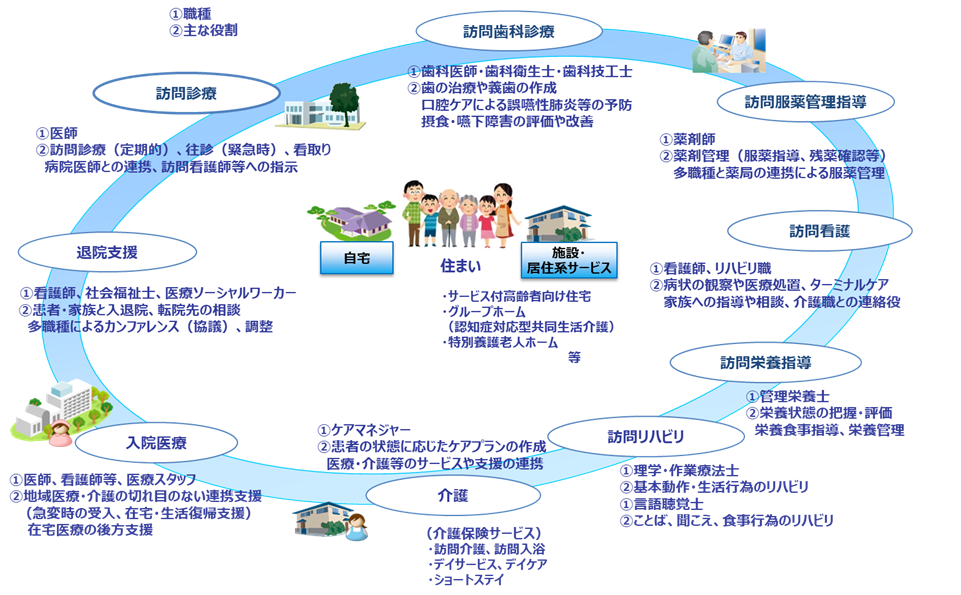 ①職種
②主な役割
訪問歯科診療
①歯科医師・歯科衛生士・歯科技工士
②歯の治療や義歯の作成
口腔ケアによる誤嚥性肺炎等の予防
摂食・嚥下障害の評価や改善
訪問診療
①医師
②訪問診療（定期的）、往診（緊急時）、看取り
病院医師との連携、訪問看護師等への指示
訪問服薬管理指導
①薬剤師
②薬剤管理（服薬指導、残薬確認等）
多職種と薬局の連携による服薬管理
自宅
住まい
施設・
居住系サービス
・サービス付高齢者向け住宅
・グループホーム
（認知症対応型共同生活介護）
・特別養護老人ホーム
等
訪問看護
①看護師、リハビリ職
②病状の観察や医療処置、ターミナルケア
家族への指導や相談、介護職との連絡役
退院支援
①看護師、社会福祉士、医療ソーシャルワーカー
②患者・家族と入退院、転院先の相談
多職種によるカンファレンス（協議）、調整
訪問栄養指導
①管理栄養士
②栄養状態の把握・評価
栄養食事指導、栄養管理
入院医療
①医師、看護師等、医療スタッフ
②地域医療・介護の切れ目のない連携支援
（急変時の受入、在宅・生活復帰支援）
在宅医療の後方支援
①ケアマネジャー
②患者の状態に応じたケアプランの作成
医療・介護等のサービスや支援の連携
介護
（介護保険サービス）
・訪問介護、訪問入浴
・デイサービス、デイケア
・ショートステイ
訪問リハビリ
①理学・作業療法士
②基本動作・生活行為のリハビリ
①言語聴覚士
②ことば、聞こえ、食事行為のリハビリ